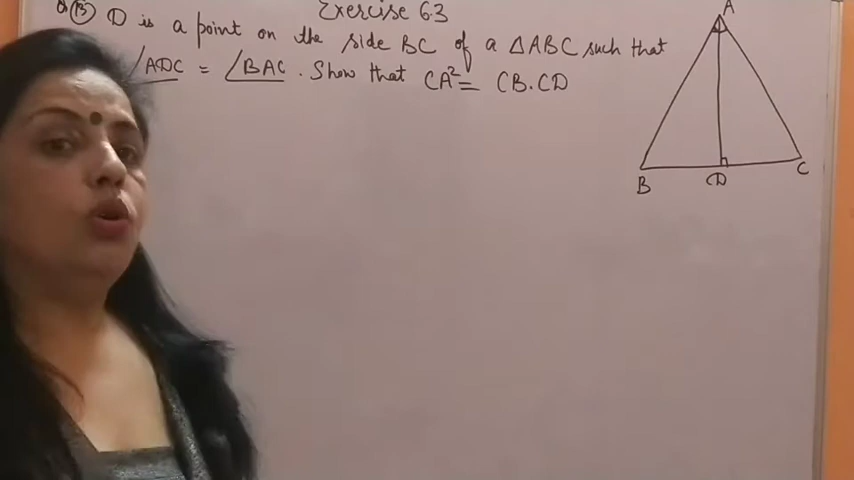 Exercise 6.3
Q (13) D is a point on the side BC of a ΔABC such that
∠ADC = ∠BAC. Show that CA² = CB.CD
A
B
D
C